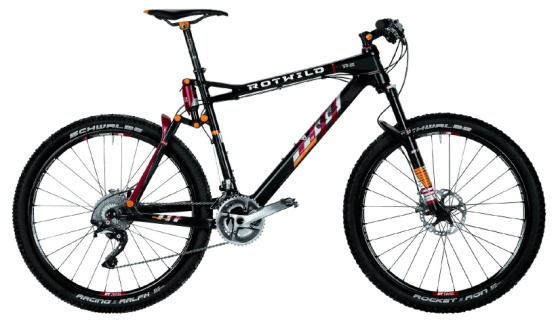 ROTWILD
SCHWALBE
SCHWALBE
RACING RALPH
ROCKET RON